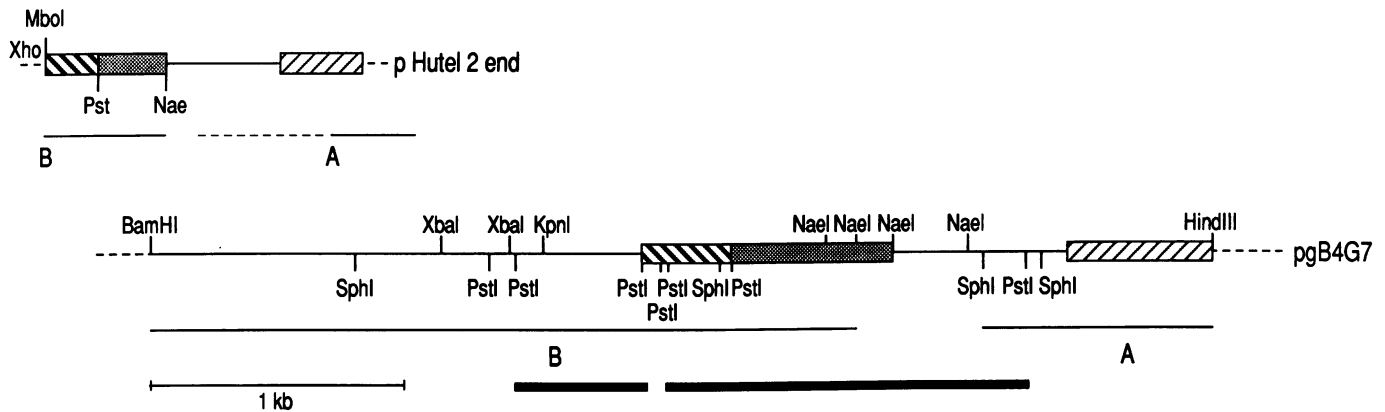 MboI
Xho
p Hutel 2 end
Pst Nae
B A
BamHI XbaI XbaI KpnI NaeI NaeI NaeI NaeI HindIII
pgB4G7
SphI PstI PstI PstI PstI SphI PstI SphI PstI SphI
PstI
B A
1 kb